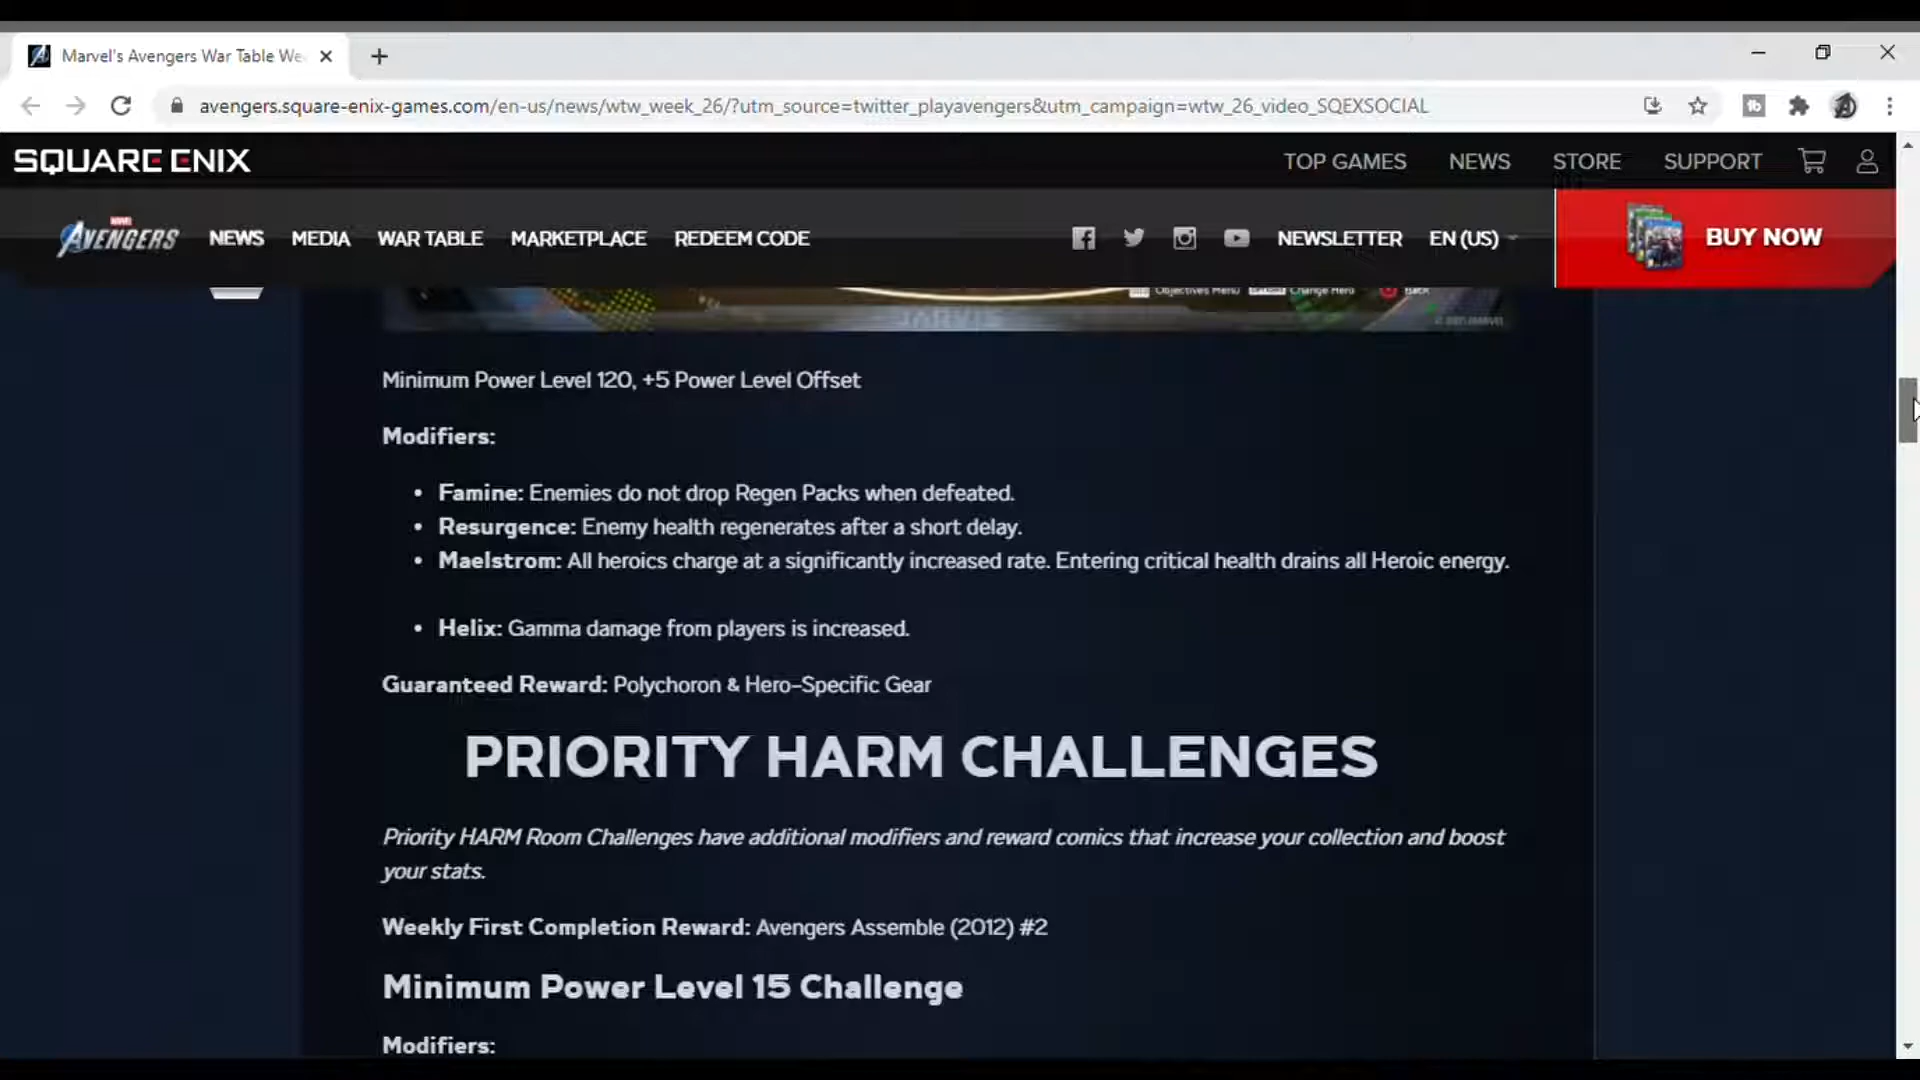 Marvel's Avengers War Table We
avengers.square-enix-games.com/en-us/news/wtw_week_26/?utm_source=twitter_playavengers&utm_campaign=wtw_26_video_SQEXSOCIAL
SQUARE ENIX
TOP GAMES NEWS STORE SUPPORT
MARVEL
AVENGERS NEWS MEDIA WAR TABLE MARKETPLACE REDEEM CODE NEWSLETTER EN (US) BUY NOW
Objectives Menu Change Hero Back
Minimum Power Level 120, +5 Power Level Offset
Modifiers:
• Famine: Enemies do not drop Regen Packs when defeated.
• Resurgence: Enemy health regenerates after a short delay.
• Maelstrom: All heroics charge at a significantly increased rate. Entering critical health drains all Heroic energy.
• Helix: Gamma damage from players is increased.
Guaranteed Reward: Polychoron & Hero-Specific Gear
PRIORITY HARM CHALLENGES
Priority HARM Room Challenges have additional modifiers and reward comics that increase your collection and boost
your stats.
Weekly First Completion Reward: Avengers Assemble (2012) #2
Minimum Power Level 15 Challenge
Modifiers: